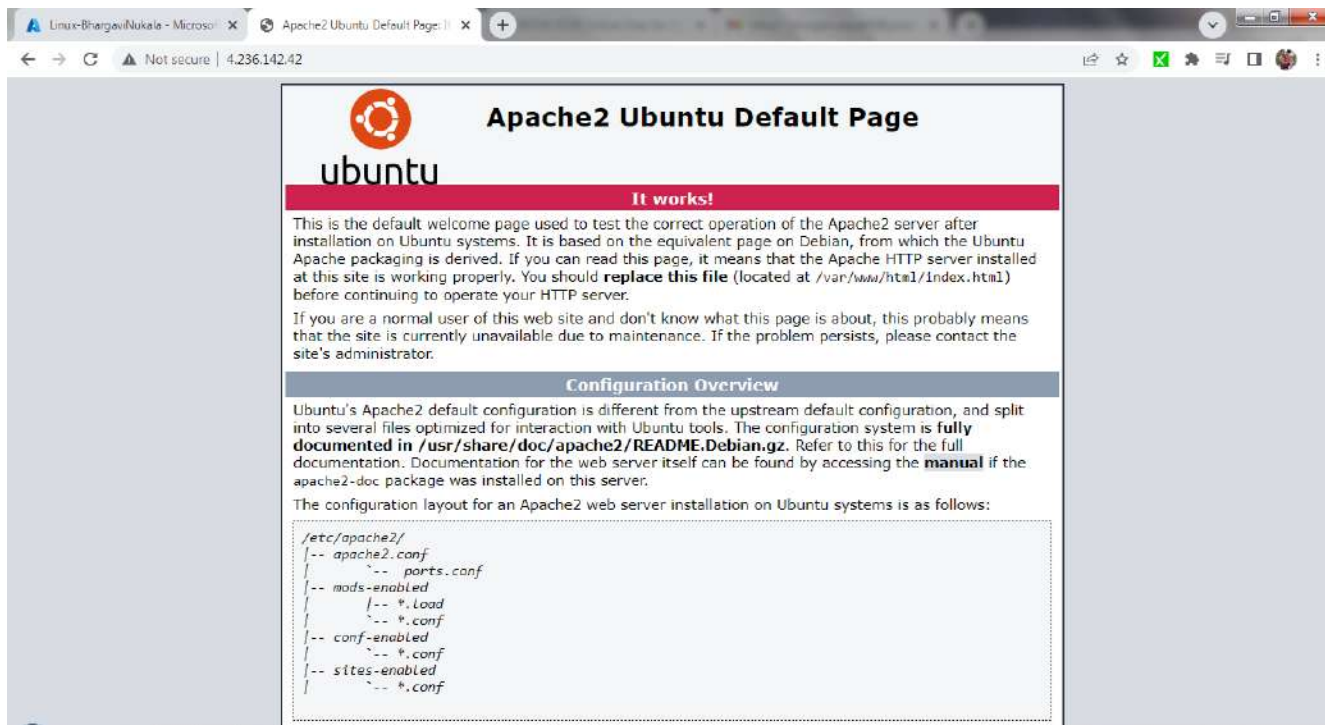 Linux-BhargaviNukala - Microsof
Apache2 Ubuntu Default Page: I
Not secure | 4.236.142.42
Apache2 Ubuntu Default Page
ubuntu
It works!
This is the default welcome page used to test the correct operation of the Apache2 server after
installation on Ubuntu systems. It is based on the equivalent page on Debian, from which the Ubuntu
Apache packaging is derived. If you can read this page, it means that the Apache HTTP server installed
at this site is working properly. You should replace this file (located at /var/www/html/index.html)
before continuing to operate your HTTP server.
If you are a normal user of this web site and don't know what this page is about, this probably means
that the site is currently unavailable due to maintenance. If the problem persists, please contact the
site's administrator.
Configuration Overview
Ubuntu's Apache2 default configuration is different from the upstream default configuration, and split
into several files optimized for interaction with Ubuntu tools. The configuration system is fully
documented in /usr/share/doc/apache2/README.Debian.gz. Refer to this for the full
documentation. Documentation for the web server itself can be found by accessing the manual if the
apache2-doc package was installed on this server.
The configuration layout for an Apache2 web server installation on Ubuntu systems is as follows:
/etc/apache2/
|-- apache2.conf
|       `--  ports.conf
|-- mods-enabled
|       |-- *.load
|       `-- *.conf
|-- conf-enabled
|       `-- *.conf
|-- sites-enabled
|       `-- *.conf